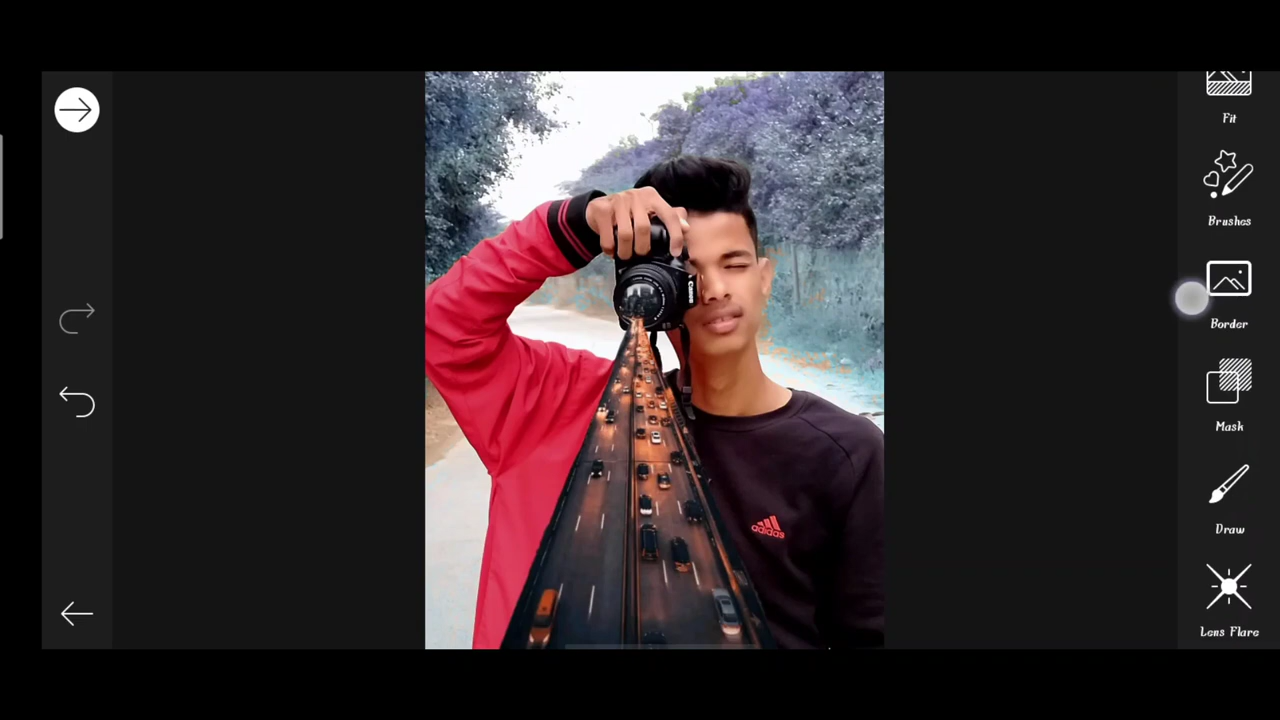 Fit
Brushes
Border
Mask
Draw
Lens Flare
Canon
adidas